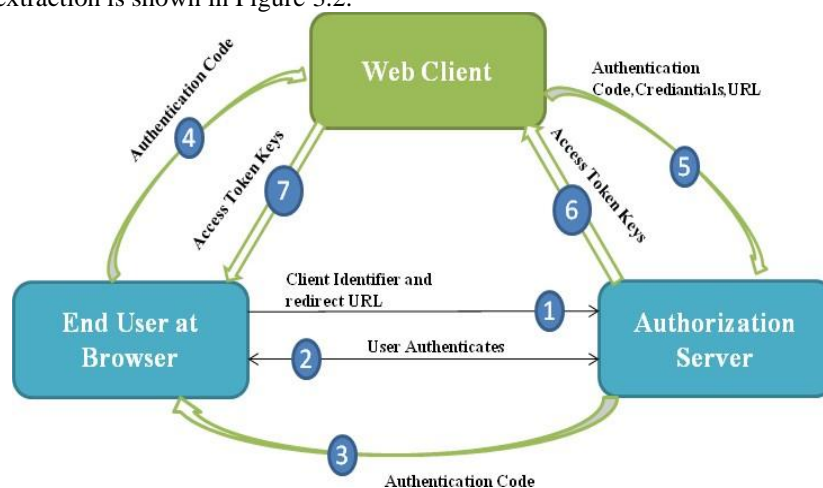 extraction is shown in Figure 3.2.
Web Client
Authentication
Code,Crediantials,URL
Authentication Code
4
Access Token Keys
7
Access Token Keys
6
5
Client Identifier and
redirect URL
1
End User at
Browser
User Authenticates
2
Authorization
Server
3
Authentication Code